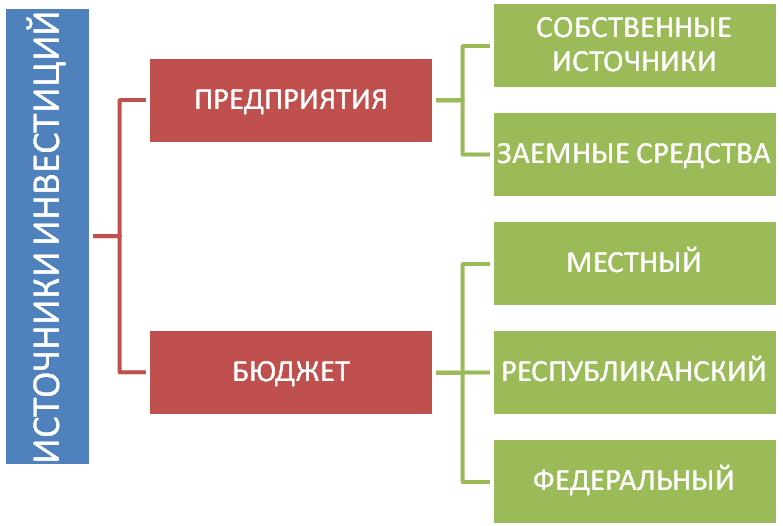 ИСТОЧНИКИ ИНВЕСТИЦИЙ
ПРЕДПРИЯТИЯ
СОБСТВЕННЫЕ
ИСТОЧНИКИ
ЗАЕМНЫЕ СРЕДСТВА
БЮДЖЕТ
МЕСТНЫЙ
РЕСПУБЛИКАНСКИЙ
ФЕДЕРАЛЬНЫЙ